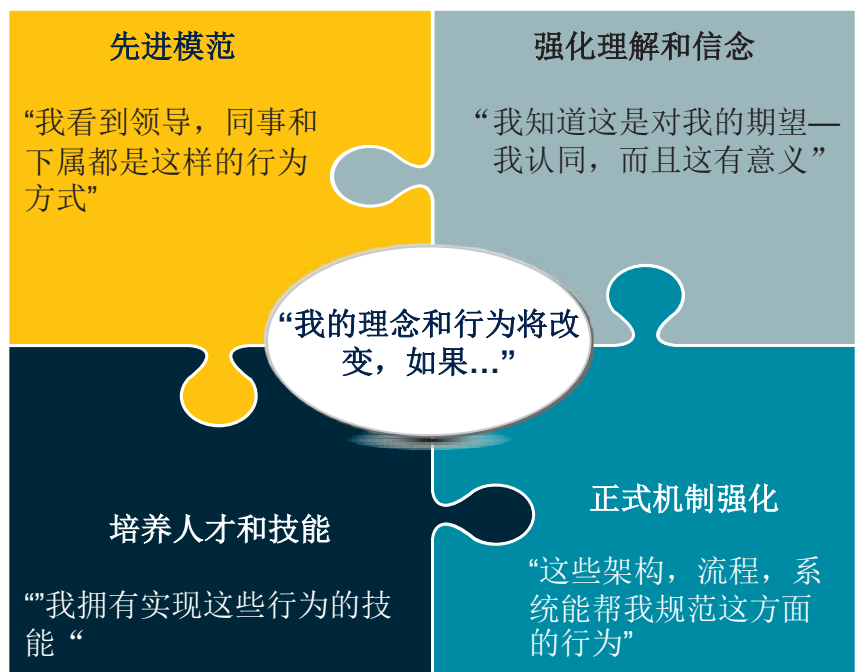 先进模范
“我看到领导，同事和
下属都是这样的行为
方式”
强化理解和信念
“我知道这是对我的期望—
我认同，而且这有意义”
“我的理念和行为将改
变，如果...”
培养人才和技能
“”我拥有实现这些行为的技
能“
正式机制强化
“这些架构，流程，系
统能帮我规范这方面
的行为”